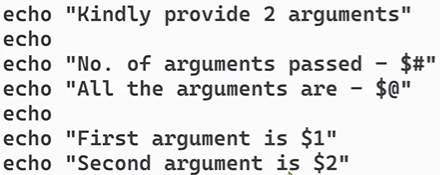 echo "Kindly provide 2 arguments"
echo
echo "No. of arguments passed – $#"
echo "All the arguments are – $@"
echo
echo "First argument is $1"
echo "Second argument is $2"